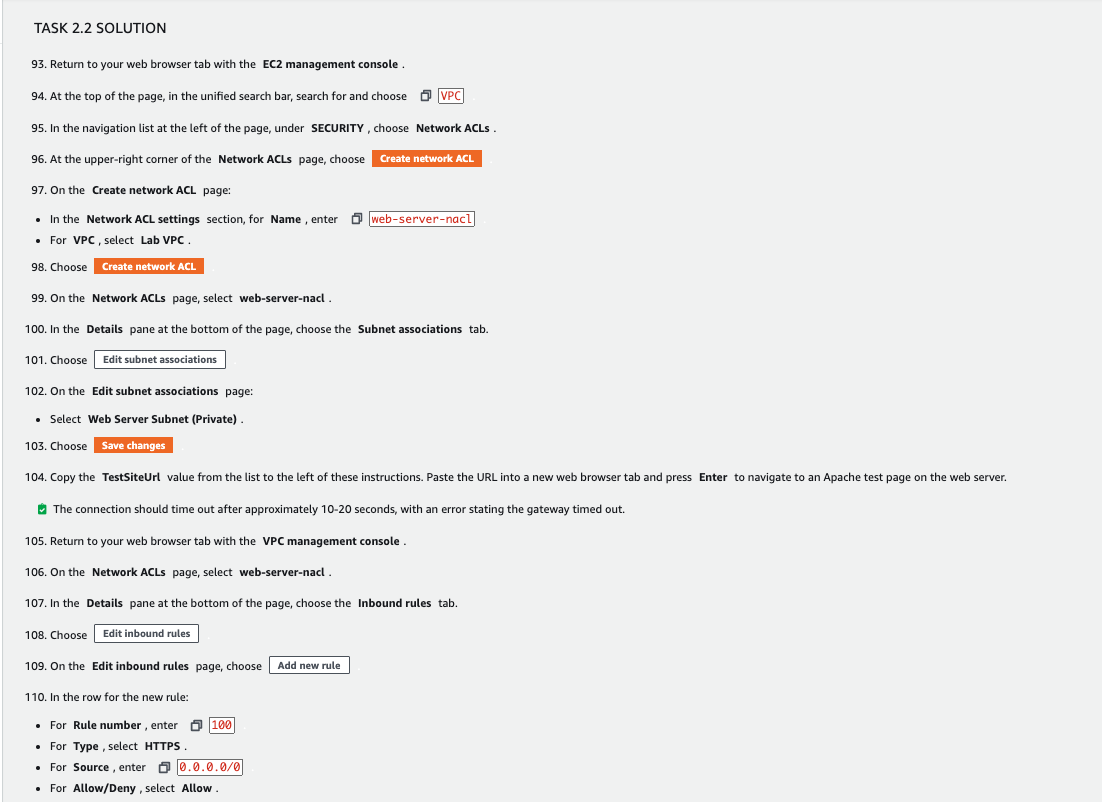 TASK 2.2 SOLUTION
93. Return to your web browser tab with the EC2 management console .
94. At the top of the page, in the unified search bar, search for and choose VPC
95. In the navigation list at the left of the page, under SECURITY , choose Network ACLs .
96. At the upper-right corner of the Network ACLs page, choose Create network ACL
97. On the Create network ACL page:
• In the Network ACL settings section, for Name , enter web-server-nacl
• For VPC , select Lab VPC .
98. Choose Create network ACL
99. On the Network ACLs page, select web-server-nacl .
100. In the Details pane at the bottom of the page, choose the Subnet associations tab.
101. Choose Edit subnet associations
102. On the Edit subnet associations page:
• Select Web Server Subnet (Private) .
103. Choose Save changes
104. Copy the TestSiteUrl value from the list to the left of these instructions. Paste the URL into a new web browser tab and press Enter to navigate to an Apache test page on the web server.
The connection should time out after approximately 10-20 seconds, with an error stating the gateway timed out.
105. Return to your web browser tab with the VPC management console .
106. On the Network ACLs page, select web-server-nacl .
107. In the Details pane at the bottom of the page, choose the Inbound rules tab.
108. Choose Edit inbound rules
109. On the Edit inbound rules page, choose Add new rule
110. In the row for the new rule:
• For Rule number , enter 100
• For Type , select HTTPS .
• For Source , enter 0.0.0.0/0
• For Allow/Deny , select Allow .